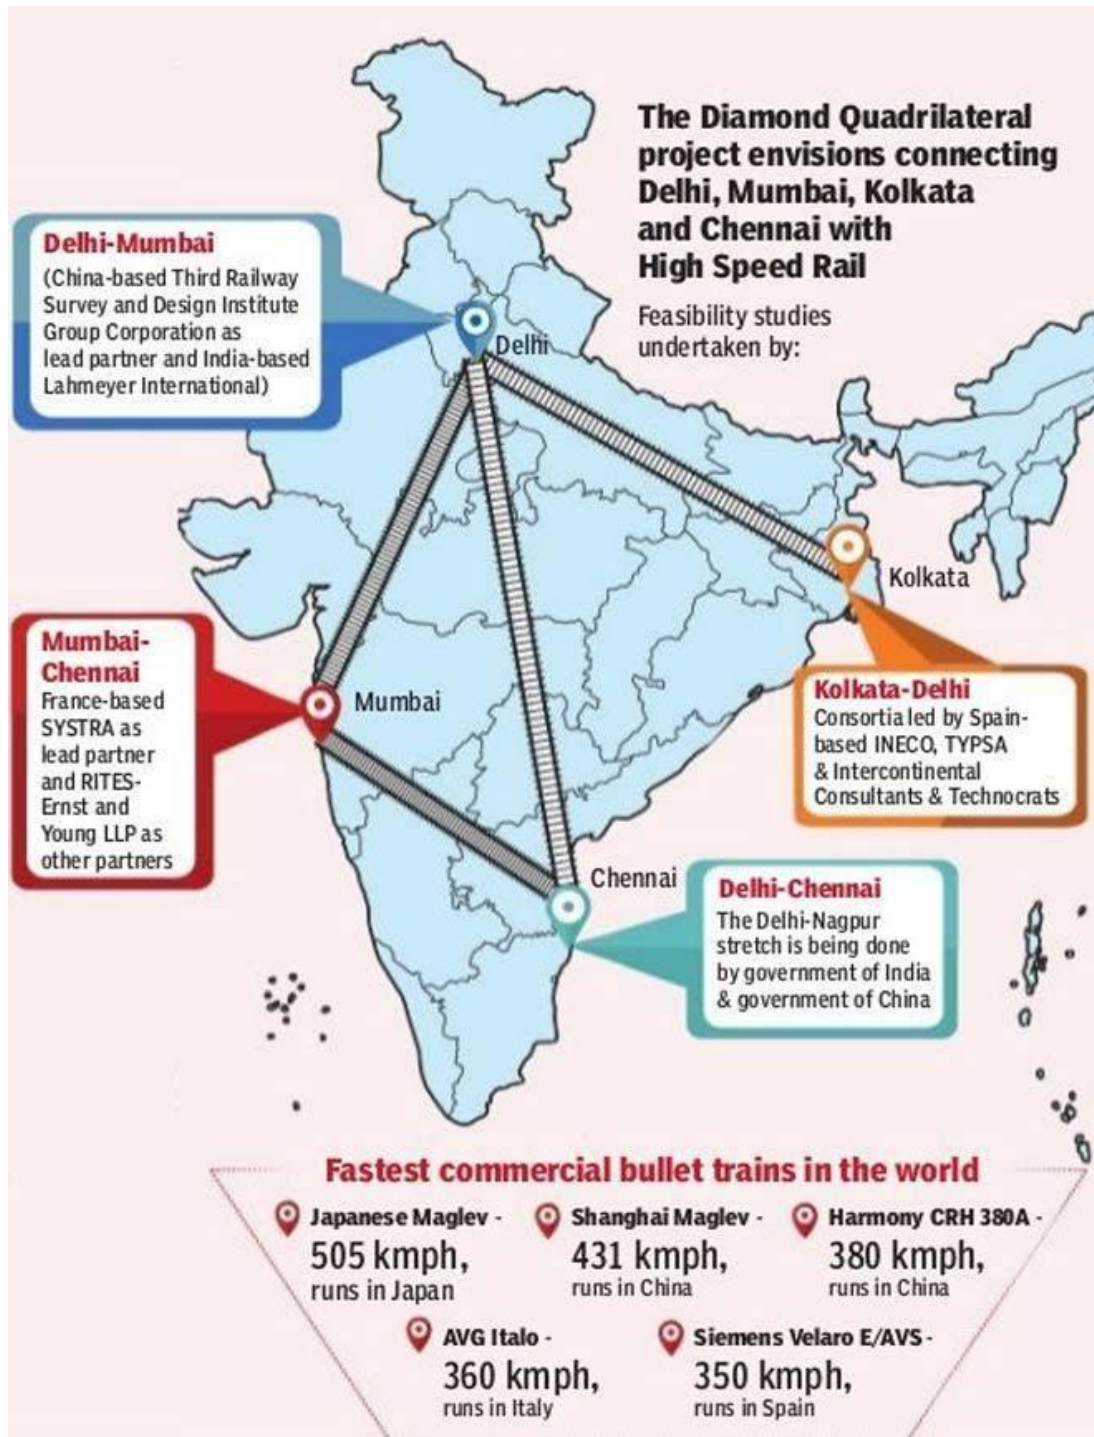 The Diamond Quadrilateral
project envisions connecting
Delhi, Mumbai, Kolkata
and Chennai with
High Speed Rail
Feasibility studies
undertaken by:
Delhi-Mumbai
(China-based Third Railway
Survey and Design Institute
Group Corporation as
lead partner and India-based
Lahmeyer International)
Delhi
Kolkata
Mumbai-
Chennai
France-based
SYSTRA as
lead partner
and RITES-
Ernst and
Young LLP as
other partners
Mumbai
Kolkata-Delhi
Consortia led by Spain-
based INECO, TYPSA
& Intercontinental
Consultants & Technocrats
Chennai
Delhi-Chennai
The Delhi-Nagpur
stretch is being done
by government of India
& government of China
Fastest commercial bullet trains in the world
Japanese Maglev -
505 kmph,
runs in Japan
Shanghai Maglev -
431 kmph,
runs in China
Harmony CRH 380A -
380 kmph,
runs in China
AVG Italo -
360 kmph,
runs in Italy
Siemens Velaro E/AVS -
350 kmph,
runs in Spain